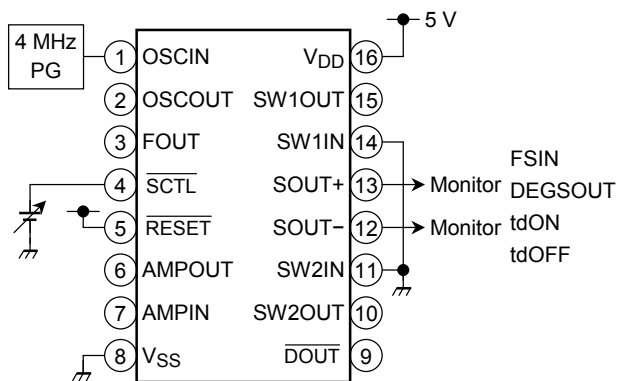 5 V
4 MHz
PG
1 OSCIN
VDD 16
2 OSCOUT
SW1OUT 15
3 FOUT
SW1IN 14
4 SCTL
SOUT+ 13 Monitor
5 RESET
SOUT− 12 Monitor
6 AMPOUT
SW2IN 11
7 AMPIN
SW2OUT 10
8 VSS
DOUT 9
FSIN
DEGSOUT
tdON
tdOFF